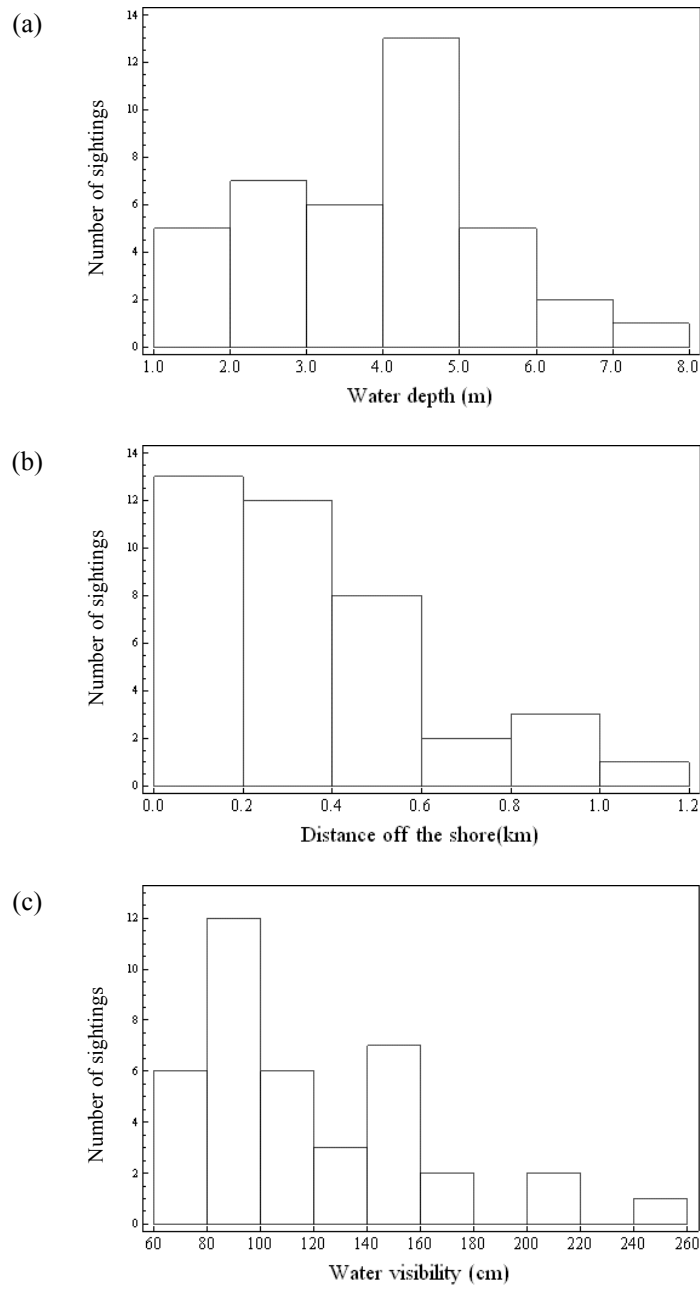 (a)
Number of sightings
14
12
10
8
6
4
2
0
1.0 2.0 3.0 4.0 5.0 6.0 7.0 8.0
Water depth (m)
(b)
Number of sightings
14
12
10
8
6
4
2
0
0.0 0.2 0.4 0.6 0.8 1.0 1.2
Distance off the shore(km)
(c)
Number of sightings
12
10
8
6
4
2
0
60 80 100 120 140 160 180 200 220 240 260
Water visibility (cm)